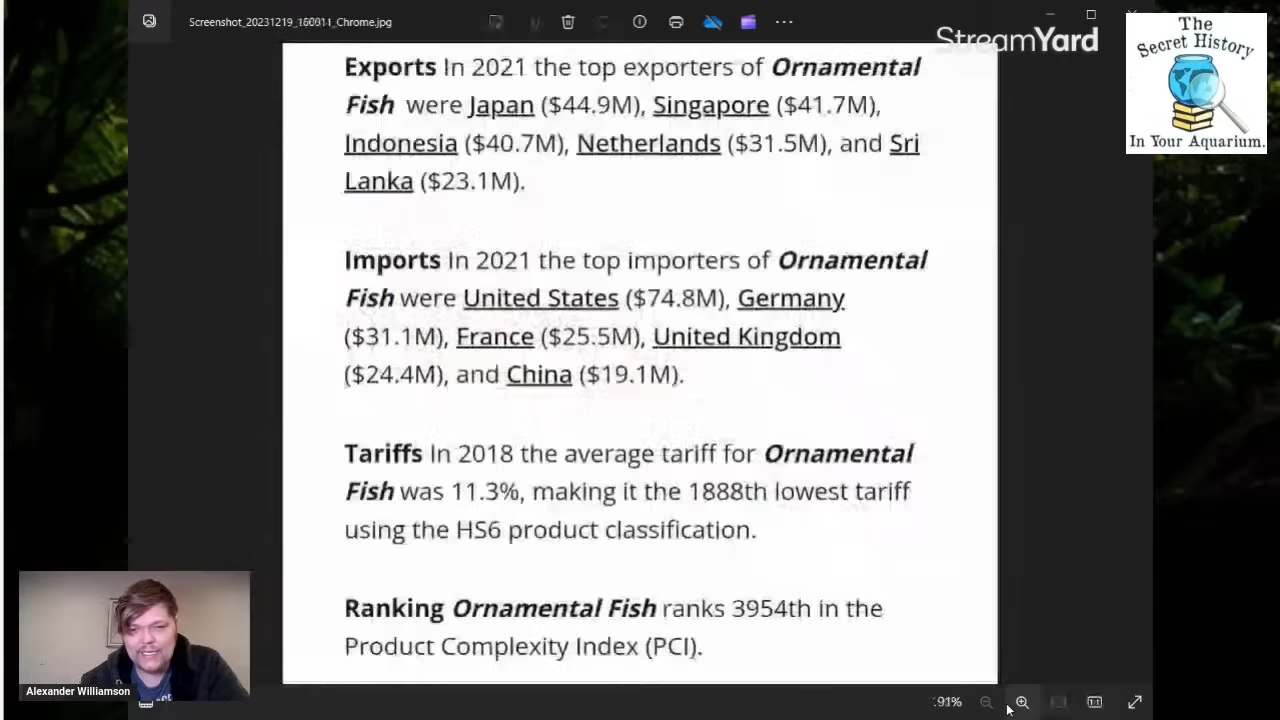 Screenshot_20231219_160911_Chrome.jpg
StreamYard
The
Secret History
In Your Aquarium.
Exports In 2021 the top exporters of Ornamental
Fish were Japan ($44.9M), Singapore ($41.7M),
Indonesia ($40.7M), Netherlands ($31.5M), and Sri
Lanka ($23.1M).
Imports In 2021 the top importers of Ornamental
Fish were United States ($74.8M), Germany
($31.1M), France ($25.5M), United Kingdom
($24.4M), and China ($19.1M).
Tariffs In 2018 the average tariff for Ornamental
Fish was 11.3%, making it the 1888th lowest tariff
using the HS6 product classification.
Ranking Ornamental Fish ranks 3954th in the
Product Complexity Index (PCI).
Alexander Williamson
91%
1:1